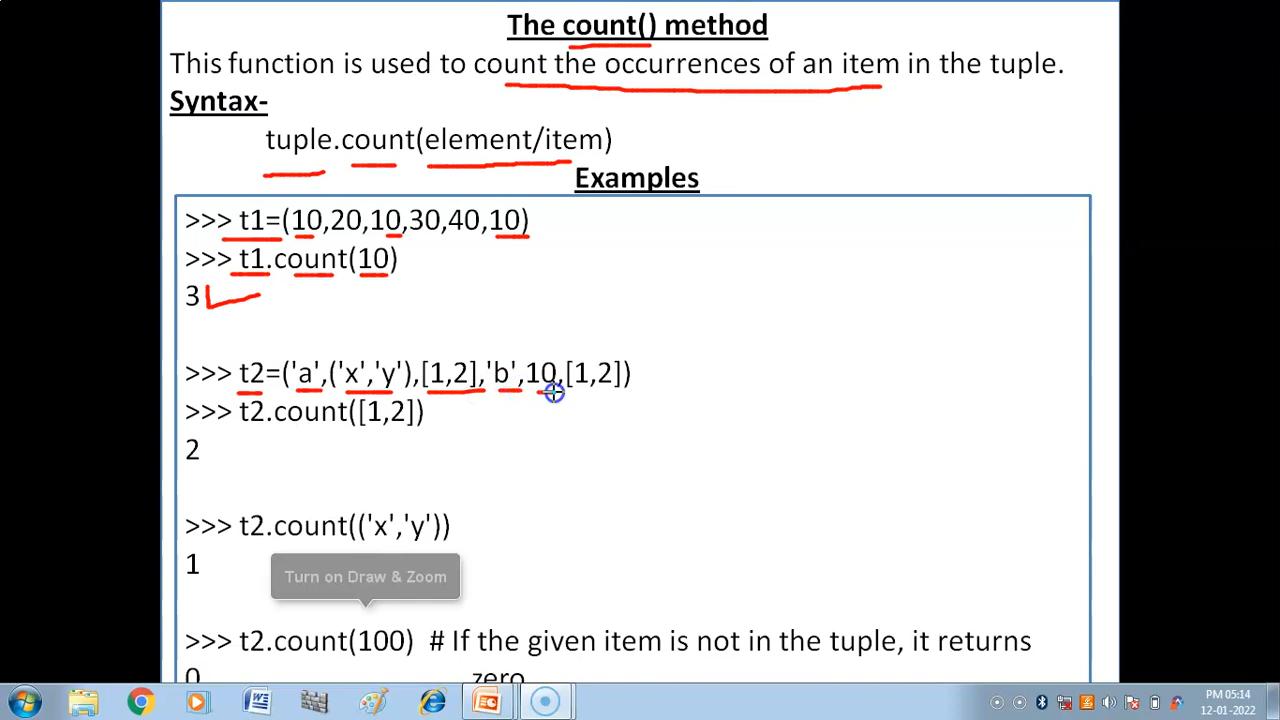 The count() method
This function is used to count the occurrences of an item in the tuple.
Syntax-
tuple.count(element/item)
Examples
>>> t1=(10,20,10,30,40,10)
>>> t1.count(10)
3
>>> t2=('a',('x','y'),[1,2],'b',10,[1,2])
>>> t2.count([1,2])
2
>>> t2.count(('x','y'))
1
Turn on Draw & Zoom
>>> t2.count(100) # If the given item is not in the tuple, it returns
0 zero
PM 05:14
12-01-2022